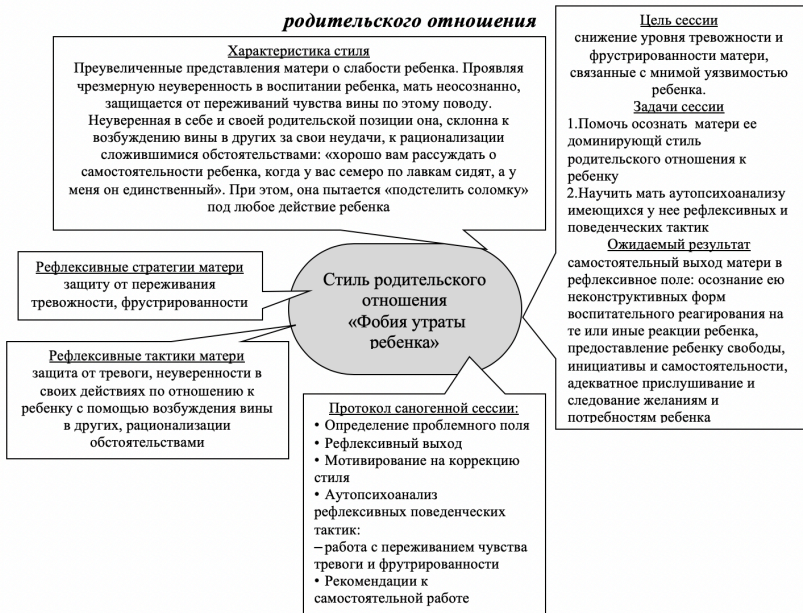 родительского отношения
Характеристика стиля
Преувеличенные представления матери о слабости ребенка. Проявляя
чрезмерную неуверенность в воспитании ребенка, мать неосознанно,
защищается от переживаний чувства вины по этому поводу.
Неуверенная в себе и своей родительской позиции она, склонна к
возбуждению вины в других за свои неудачи, к рационализации
сложившимися обстоятельствами: «хорошо вам рассуждать о
самостоятельности ребенка, когда у вас семеро по лавкам сидят, а у
меня он единственный». При этом, она пытается «подстелить соломку»
под любое действие ребенка
Цель сессии
снижение уровня тревожности и
фрустрированности матери,
связанные с мнимой уязвимостью
ребенка.
Задачи сессии
1.Помочь осознать матери ее
доминирующй стиль
родительского отношения к
ребенку
2.Научить мать аутопсихоанализу
имеющихся у нее рефлексивных и
поведенческих тактик
Ожидаемый результат
самостоятельный выход матери в
рефлексивное поле: осознание ею
неконструктивных форм
воспитательного реагирования на
те или иные реакции ребенка,
предоставление ребенку свободы,
инициативы и самостоятельности,
адекватное прислушивание и
следование желаниям и
потребностям ребенка
Рефлексивные стратегии матери
защиту от переживания
тревожности, фрустрированности
Стиль родительского
отношения
«Фобия утраты
ребенка»
Рефлексивные тактики матери
защита от тревоги, неуверенности в
своих действиях по отношению к
ребенку с помощью возбуждения вины
в других, рационализации
обстоятельствами
Протокол саногенной сессии:
• Определение проблемного поля
• Рефлексивный выход
• Мотивирование на коррекцию
стиля
• Аутопсихоанализ
рефлексивных поведенческих
тактик:
–работа с переживанием чувства
тревоги и фрутрированности
• Рекомендации к
самостоятельной работе